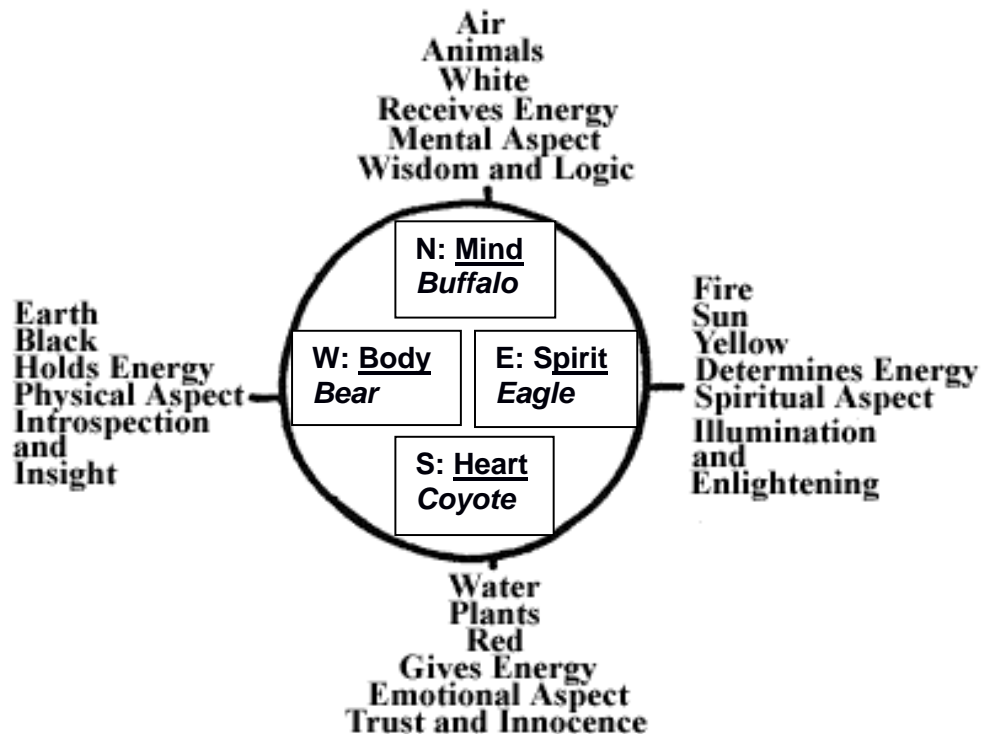 Air
Animals
White
Receives Energy
Mental Aspect
Wisdom and Logic
N: Mind
Buffalo
Earth
Black
Holds Energy
Physical Aspect
Introspection
and
Insight
W: Body
Bear
E: Spirit
Eagle
Fire
Sun
Yellow
Determines Energy
Spiritual Aspect
Illumination
and
Enlightening
S: Heart
Coyote
Water
Plants
Red
Gives Energy
Emotional Aspect
Trust and Innocence